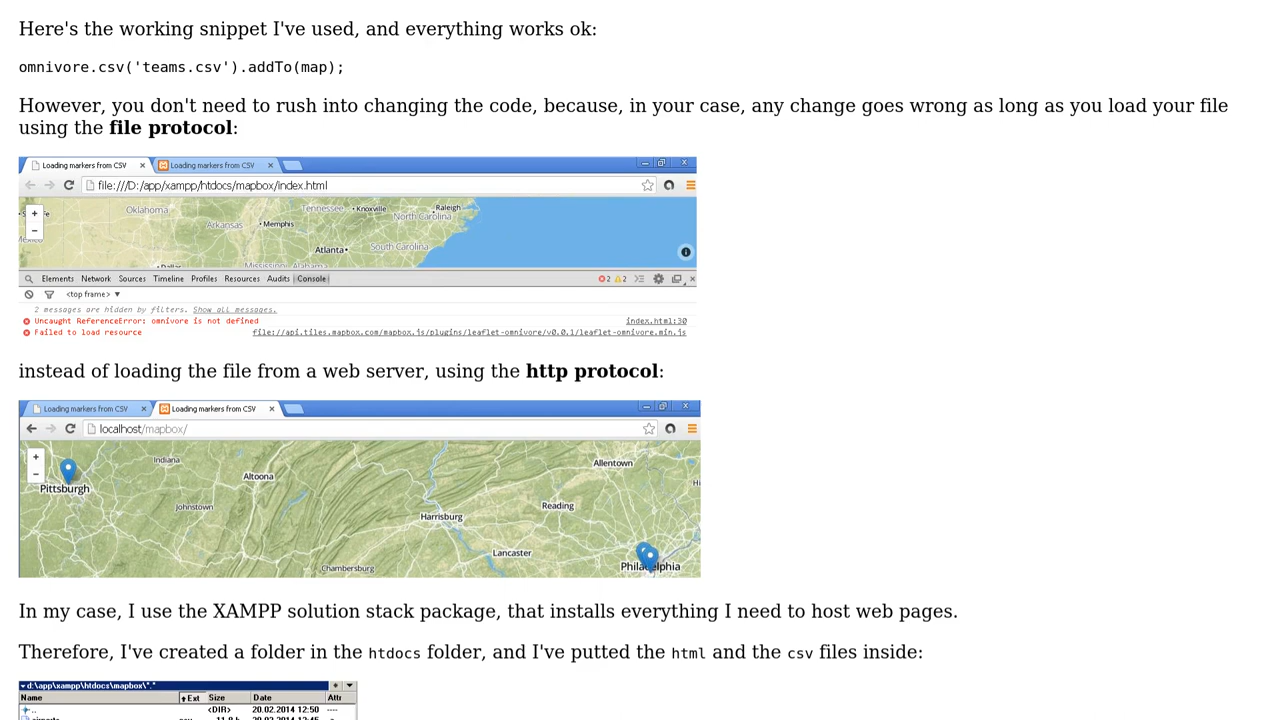 Here's the working snippet I've used, and everything works ok:
omnivore.csv('teams.csv').addTo(map);
However, you don't need to rush into changing the code, because, in your case, any change goes wrong as long as you load your file
using the file protocol:
Loading markers from CSV × Loading markers from CSV ×
file:///D:/app/xampp/htdocs/mapbox/index.html
Oklahoma Tennessee Knoxville Raleigh
North Carolina
Arkansas Memphis
Atlanta South Carolina
Dallas Mississippi Alabama
Elements Network Sources Timeline Profiles Resources Audits Console 2 2
<top frame> ▼
2 messages are hidden by filters. Show all messages.
Uncaught ReferenceError: omnivore is not defined index.html:30
Failed to load resource file://api.tiles.mapbox.com/mapbox.js/plugins/leaflet-omnivore/v0.0.1/leaflet-omnivore.min.js
instead of loading the file from a web server, using the http protocol:
Loading markers from CSV × Loading markers from CSV ×
localhost/mapbox/
Indiana Allentown
Altoona
Pittsburgh
Johnstown Reading
Harrisburg
Lancaster
Chambersburg Philadelphia
In my case, I use the XAMPP solution stack package, that installs everything I need to host web pages.
Therefore, I've created a folder in the htdocs folder, and I've putted the html and the csv files inside:
d:\app\xampp\htdocs\mapbox\*.*
Name Ext Size Date Attr
.. <DIR> 20.02.2014 12:50 ----